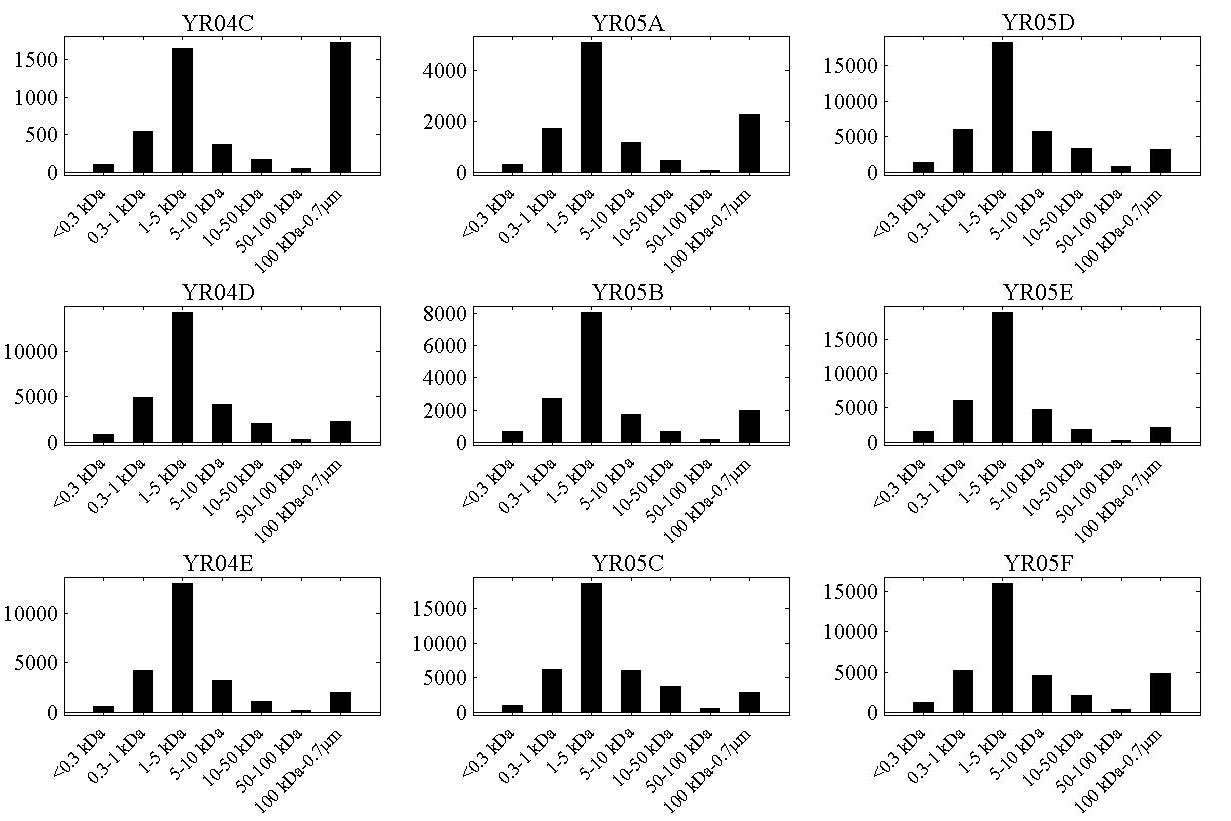 YR04C
1500
1000
500
0
<0.3 kDa
0.3-1 kDa
1-5 kDa
5-10 kDa
10-50 kDa
50-100 kDa
100 kDa-0.7µm
YR05A
4000
2000
0
<0.3 kDa
0.3-1 kDa
1-5 kDa
5-10 kDa
10-50 kDa
50-100 kDa
100 kDa-0.7µm
YR05D
15000
10000
5000
0
<0.3 kDa
0.3-1 kDa
1-5 kDa
5-10 kDa
10-50 kDa
50-100 kDa
100 kDa-0.7µm
YR04D
10000
5000
0
<0.3 kDa
0.3-1 kDa
1-5 kDa
5-10 kDa
10-50 kDa
50-100 kDa
100 kDa-0.7µm
YR05B
8000
6000
4000
2000
0
<0.3 kDa
0.3-1 kDa
1-5 kDa
5-10 kDa
10-50 kDa
50-100 kDa
100 kDa-0.7µm
YR05E
15000
10000
5000
0
<0.3 kDa
0.3-1 kDa
1-5 kDa
5-10 kDa
10-50 kDa
50-100 kDa
100 kDa-0.7µm
YR04E
10000
5000
0
<0.3 kDa
0.3-1 kDa
1-5 kDa
5-10 kDa
10-50 kDa
50-100 kDa
100 kDa-0.7µm
YR05C
15000
10000
5000
0
<0.3 kDa
0.3-1 kDa
1-5 kDa
5-10 kDa
10-50 kDa
50-100 kDa
100 kDa-0.7µm
YR05F
15000
10000
5000
0
<0.3 kDa
0.3-1 kDa
1-5 kDa
5-10 kDa
10-50 kDa
50-100 kDa
100 kDa-0.7µm